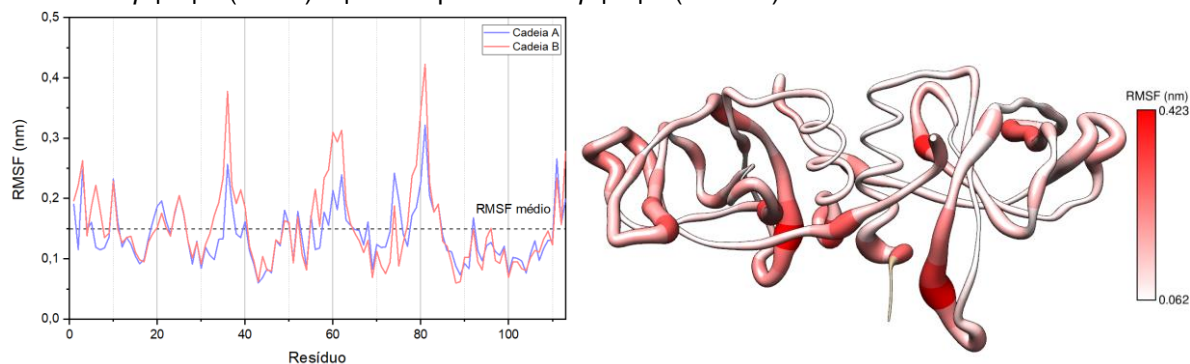 0,5
0,4
0,3
0,2
0,1
0,0
RMSF (nm)
Cadeia A
Cadeia B
RMSF médio
0 20 40 60 80 100
Resíduo
RMSF (nm)
0.423
0.062